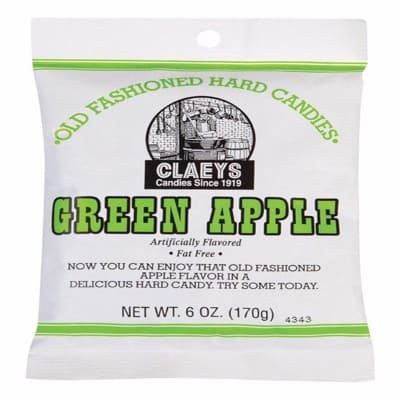 • OLD FASHIONED HARD CANDIES •
CLAEYS
Candies Since 1919
GREEN APPLE
Artificially Flavored
• Fat Free •
NOW YOU CAN ENJOY THAT OLD FASHIONED
APPLE FLAVOR IN A
DELICIOUS HARD CANDY. TRY SOME TODAY.
NET WT. 6 OZ. (170g)
4343